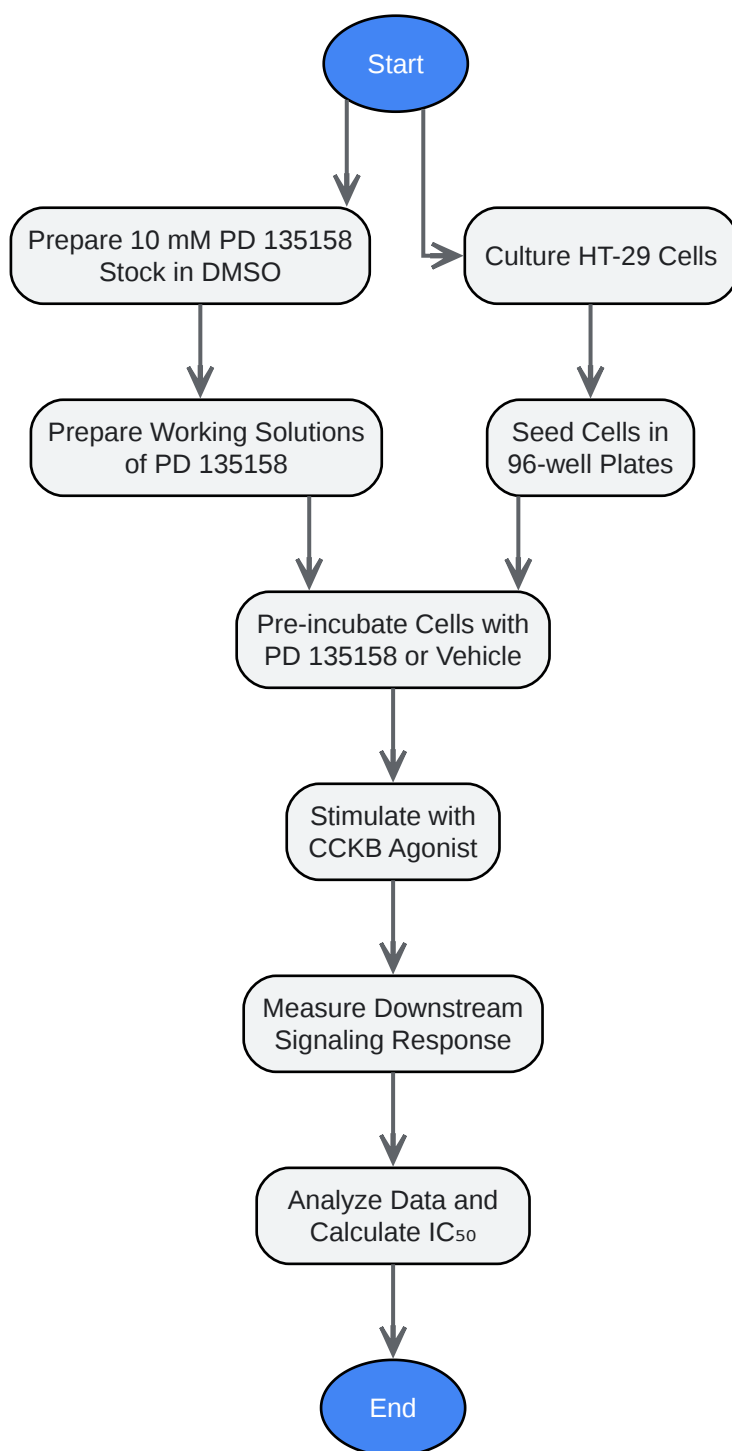 Start
Prepare 10 mM PD 135158
Stock in DMSO
Culture HT-29 Cells
Prepare Working Solutions
of PD 135158
Seed Cells in
96-well Plates
Pre-incubate Cells with
PD 135158 or Vehicle
Stimulate with
CCKB Agonist
Measure Downstream
Signaling Response
Analyze Data and
Calculate IC₅₀
End